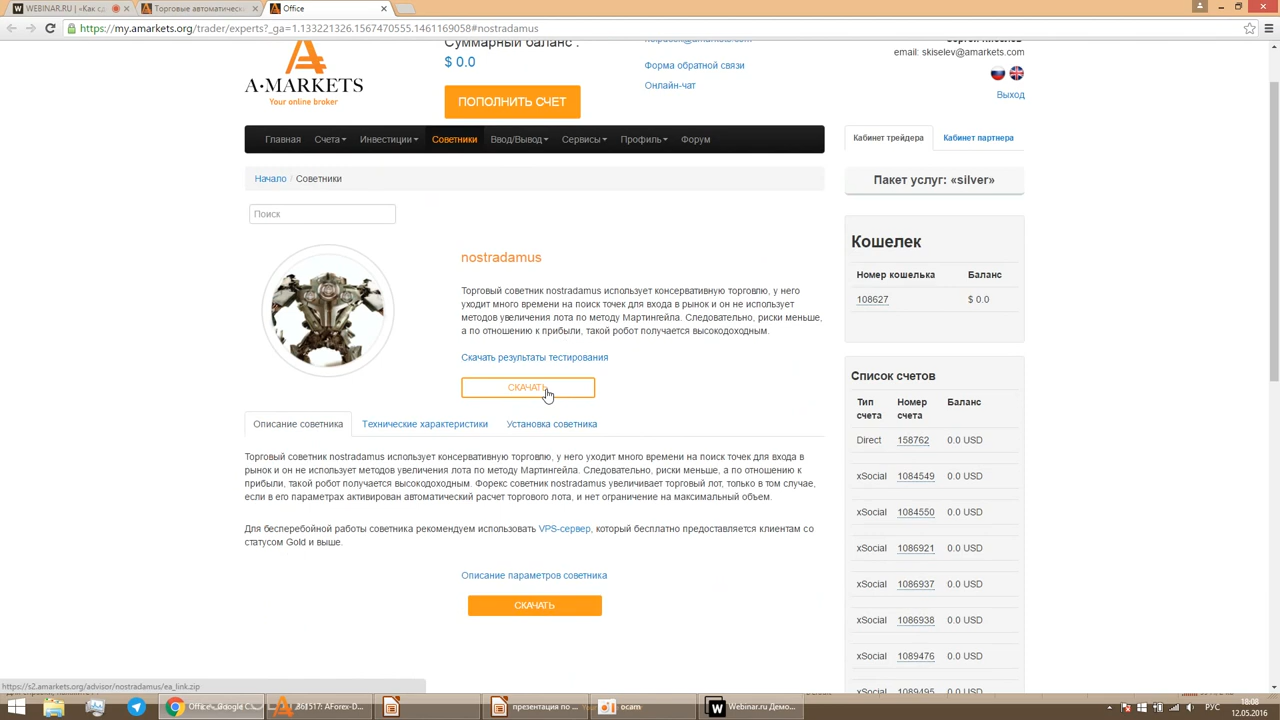 WEBINAR.RU | «Как сд
Торговые автоматическ
Office
https://my.amarkets.org/trader/experts?_ga=1.133221326.1567470555.1461169058#nostradamus
A·MARKETS
Your online broker
Суммарный баланс :
$ 0.0
ПОПОЛНИТЬ СЧЕТ
Форма обратной связи
Онлайн-чат
email: skiselev@amarkets.com
Выход
Главная Счета Инвестиции Советники Ввод/Вывод Сервисы Профиль Форум
Кабинет трейдера Кабинет партнера
Начало / Советники
Пакет услуг: «silver»
Поиск
nostradamus
Торговый советник nostradamus использует консервативную торговлю, у него
уходит много времени на поиск точек для входа в рынок и он не использует
методов увеличения лота по методу Мартингейла. Следовательно, риски меньше,
а по отношению к прибыли, такой робот получается высокодоходным.
Скачать результаты тестирования
СКАЧАТЬ
Описание советника Технические характеристики Установка советника
Торговый советник nostradamus использует консервативную торговлю, у него уходит много времени на поиск точек для входа в
рынок и он не использует методов увеличения лота по методу Мартингейла. Следовательно, риски меньше, а по отношению к
прибыли, такой робот получается высокодоходным. Форекс советник nostradamus увеличивает торговый лот, только в том случае,
если в его параметрах активирован автоматический расчет торгового лота, и нет ограничение на максимальный объем.
Для бесперебойной работы советника рекомендуем использовать VPS-сервер, который бесплатно предоставляется клиентам со
статусом Gold и выше.
Описание параметров советника
СКАЧАТЬ
Кошелек
Номер кошелька Баланс
108627 $ 0.0
Список счетов
Тип счета Номер счета Баланс
Direct 158762 0.0 USD
xSocial 1084549 0.0 USD
xSocial 1084550 0.0 USD
xSocial 1086921 0.0 USD
xSocial 1086937 0.0 USD
xSocial 1086938 0.0 USD
xSocial 1089476 0.0 USD
xSocial 1089495 0.0 USD
https://s2.amarkets.org/advisor/nostradamus/ea_link.zip
Office - Google C...
361517: AForex-D...
презентация по ...
ocam
Webinar.ru Демо...
18:08
12.05.2016